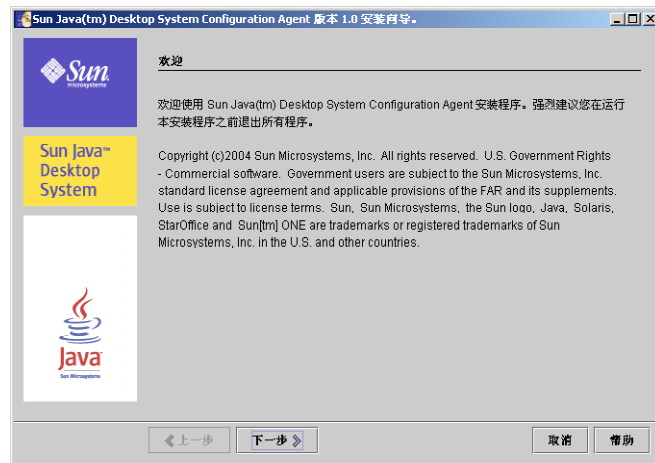 Sun Java(tm) Desktop System Configuration Agent 版本 1.0 安装向导。
Sun
microsystems
Sun Java™
Desktop
System
Java
Sun Microsystems
欢迎
欢迎使用 Sun Java(tm) Desktop System Configuration Agent 安装程序。强烈建议您在运行
本安装程序之前退出所有程序。
Copyright (c)2004 Sun Microsystems, Inc. All rights reserved. U.S. Government Rights
- Commercial software. Government users are subject to the Sun Microsystems, Inc.
standard license agreement and applicable provisions of the FAR and its supplements.
Use is subject to license terms. Sun, Sun Microsystems, the Sun logo, Java, Solaris,
StarOffice and Sun[tm] ONE are trademarks or registered trademarks of Sun
Microsystems, Inc. in the U.S. and other countries.
上一步 下一步 取消 帮助